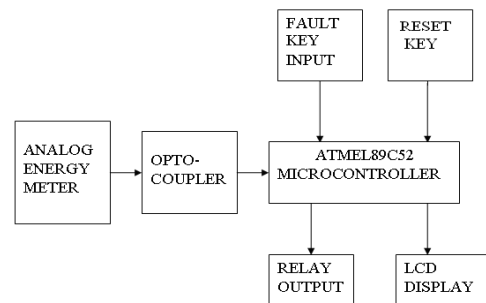 FAULT
KEY
INPUT
RESET
KEY
ANALOG
ENERGY
METER
OPTO-
COUPLER
ATMEL89C52
MICROCONTROLLER
RELAY
OUTPUT
LCD
DISPLAY